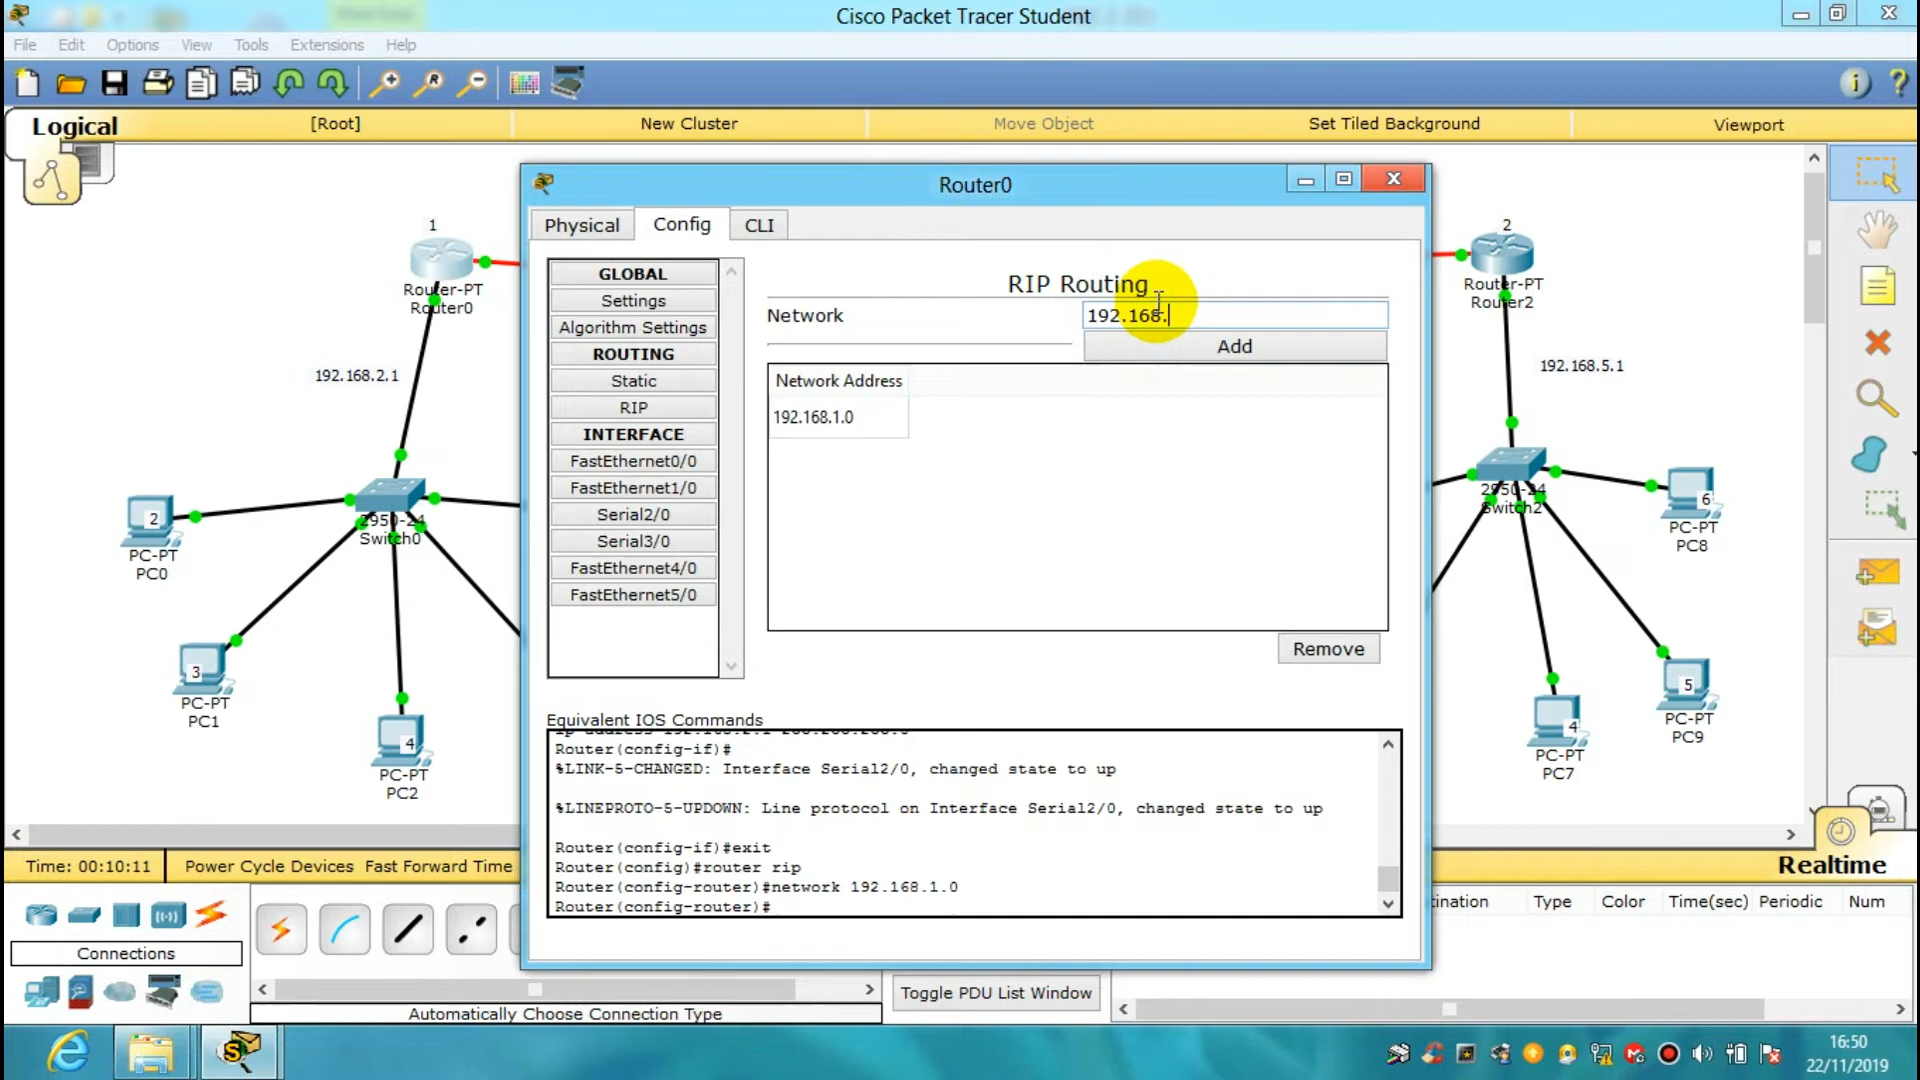 Cisco Packet Tracer Student
File Edit Options View Tools Extensions Help
Logical
[Root]
New Cluster
Move Object
Set Tiled Background
Viewport
1
Router-PT
Router0
192.168.2.1
2950-24
Switch0
2
PC-PT
PC0
3
PC-PT
PC1
4
PC-PT
PC2
Router0
Physical Config CLI
GLOBAL
Settings
Algorithm Settings
ROUTING
Static
RIP
INTERFACE
FastEthernet0/0
FastEthernet1/0
Serial2/0
Serial3/0
FastEthernet4/0
FastEthernet5/0
RIP Routing
Network 192.168.
Add
Network Address
192.168.1.0
Remove
Equivalent IOS Commands
Router(config-if)#
%LINK-5-CHANGED: Interface Serial2/0, changed state to up
%LINEPROTO-5-UPDOWN: Line protocol on Interface Serial2/0, changed state to up
Router(config-if)#exit
Router(config)#router rip
Router(config-router)#network 192.168.1.0
Router(config-router)#
2
Router-PT
Router2
192.168.5.1
2950-24
Switch2
6
PC-PT
PC8
5
PC-PT
PC9
4
PC-PT
PC7
Time: 00:10:11 Power Cycle Devices Fast Forward Time
Realtime
Connections
Automatically Choose Connection Type
Toggle PDU List Window
Type Color Time(sec) Periodic Num
16:50
22/11/2019